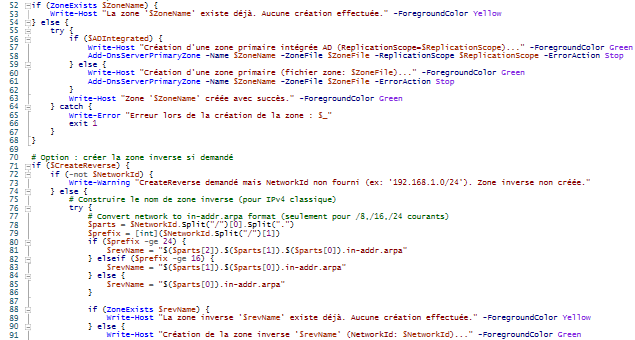 52 if (ZoneExists $ZoneName) {
53 Write-Host "La zone '$ZoneName' existe déjà. Aucune création effectuée." -ForegroundColor Yellow
54 } else {
55 try {
56 if ($ADIntegrated) {
57 Write-Host "Création d'une zone primaire intégrée AD (ReplicationScope=$ReplicationScope)..." -ForegroundColor Green
58 Add-DnsServerPrimaryZone -Name $ZoneName -ZoneFile $ZoneFile -ReplicationScope $ReplicationScope -ErrorAction Stop
59 } else {
60 Write-Host "Création d'une zone primaire (fichier zone: $ZoneFile)..." -ForegroundColor Green
61 Add-DnsServerPrimaryZone -Name $ZoneName -ZoneFile $ZoneFile -ErrorAction Stop
62 }
63 Write-Host "Zone '$ZoneName' créée avec succès." -ForegroundColor Green
64 } catch {
65 Write-Error "Erreur lors de la création de la zone : $_"
66 exit 1
67 }
68 }
69
70 # Option : créer la zone inverse si demandé
71 if ($CreateReverse) {
72 if (-not $NetworkId) {
73 Write-Warning "CreateReverse demandé mais NetworkId non fourni (ex: '192.168.1.0/24'). Zone inverse non créée."
74 } else {
75 # Construire le nom de zone inverse (pour IPv4 classique)
76 try {
77 # Convert network to in-addr.arpa format (seulement pour /8,/16,/24 courants)
78 $parts = $NetworkId.Split("/")[0].Split(".")
79 $prefix = [int]($NetworkId.Split("/")[1])
80 if ($prefix -ge 24) {
81 $revName = "$($parts[2]).$($parts[1]).$($parts[0]).in-addr.arpa"
82 } elseif ($prefix -ge 16) {
83 $revName = "$($parts[1]).$($parts[0]).in-addr.arpa"
84 } else {
85 $revName = "$($parts[0]).in-addr.arpa"
86 }
87
88 if (ZoneExists $revName) {
89 Write-Host "La zone inverse '$revName' existe déjà. Aucune création effectuée." -ForegroundColor Yellow
90 } else {
91 Write-Host "Création de la zone inverse '$revName' (NetworkId: $NetworkId)..." -ForegroundColor Green